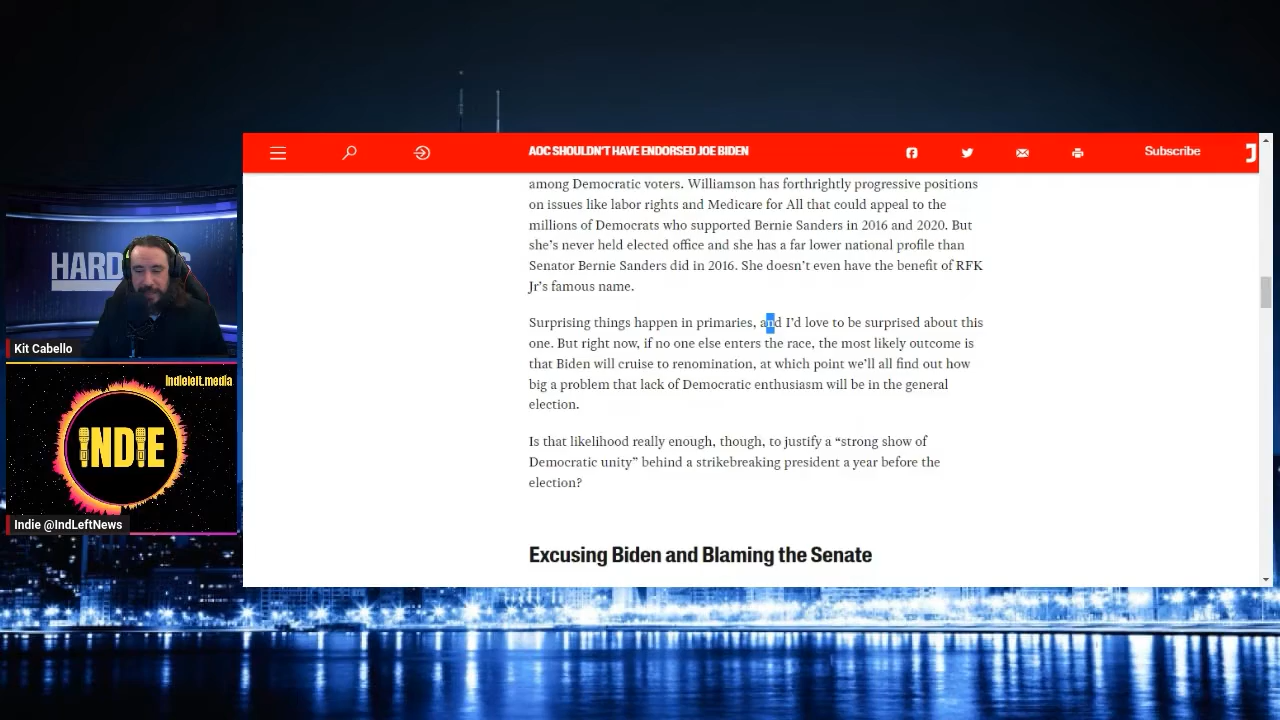 AOC SHOULDN'T HAVE ENDORSED JOE BIDEN
Subscribe
among Democratic voters. Williamson has forthrightly progressive positions
on issues like labor rights and Medicare for All that could appeal to the
millions of Democrats who supported Bernie Sanders in 2016 and 2020. But
she’s never held elected office and she has a far lower national profile than
Senator Bernie Sanders did in 2016. She doesn’t even have the benefit of RFK
Jr’s famous name.
Surprising things happen in primaries, and I’d love to be surprised about this
one. But right now, if no one else enters the race, the most likely outcome is
that Biden will cruise to renomination, at which point we’ll all find out how
big a problem that lack of Democratic enthusiasm will be in the general
election.
Is that likelihood really enough, though, to justify a “strong show of
Democratic unity” behind a strikebreaking president a year before the
election?
Excusing Biden and Blaming the Senate
HARD
Kit Cabello
Indieleft.media
INDIE
Indie @IndLeftNews